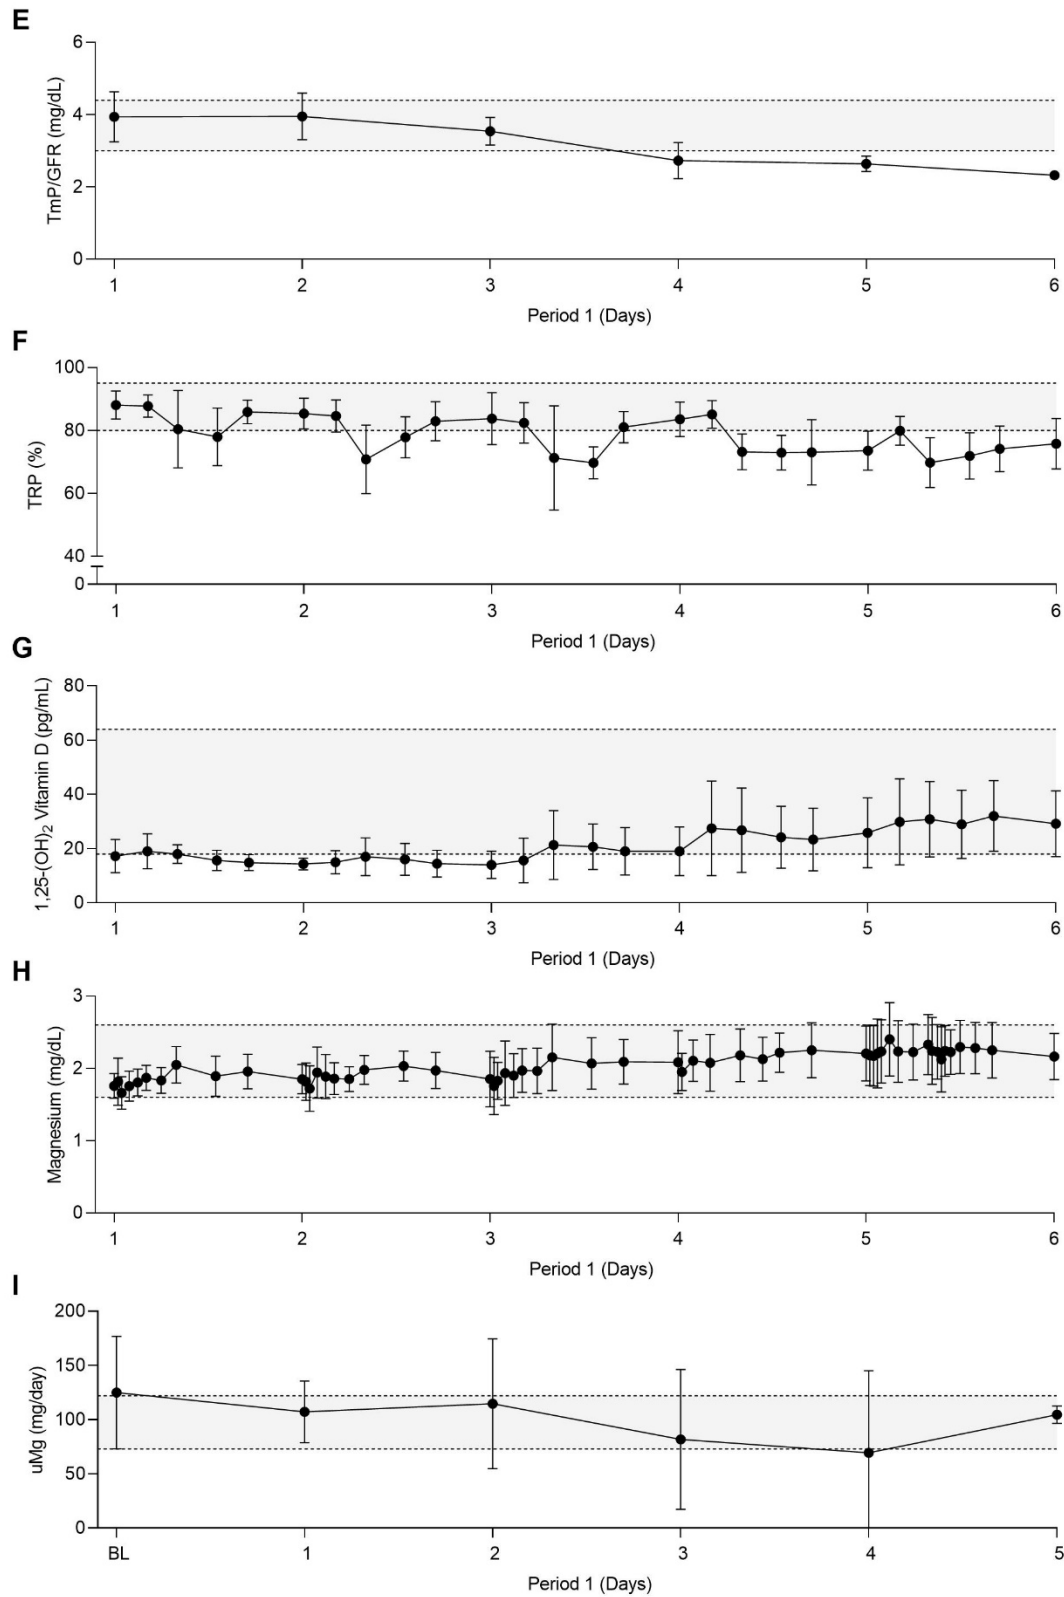 E
TmP/GFR (mg/dL)
6
4
2
0
1 2 3 4 5 6
Period 1 (Days)
F
TRP (%)
100
80
60
40
0
1 2 3 4 5 6
Period 1 (Days)
G
1,25-(OH)₂ Vitamin D (pg/mL)
80
60
40
20
0
1 2 3 4 5 6
Period 1 (Days)
H
Magnesium (mg/dL)
3
2
1
0
1 2 3 4 5 6
Period 1 (Days)
I
uMg (mg/day)
200
150
100
50
0
BL 1 2 3 4 5
Period 1 (Days)